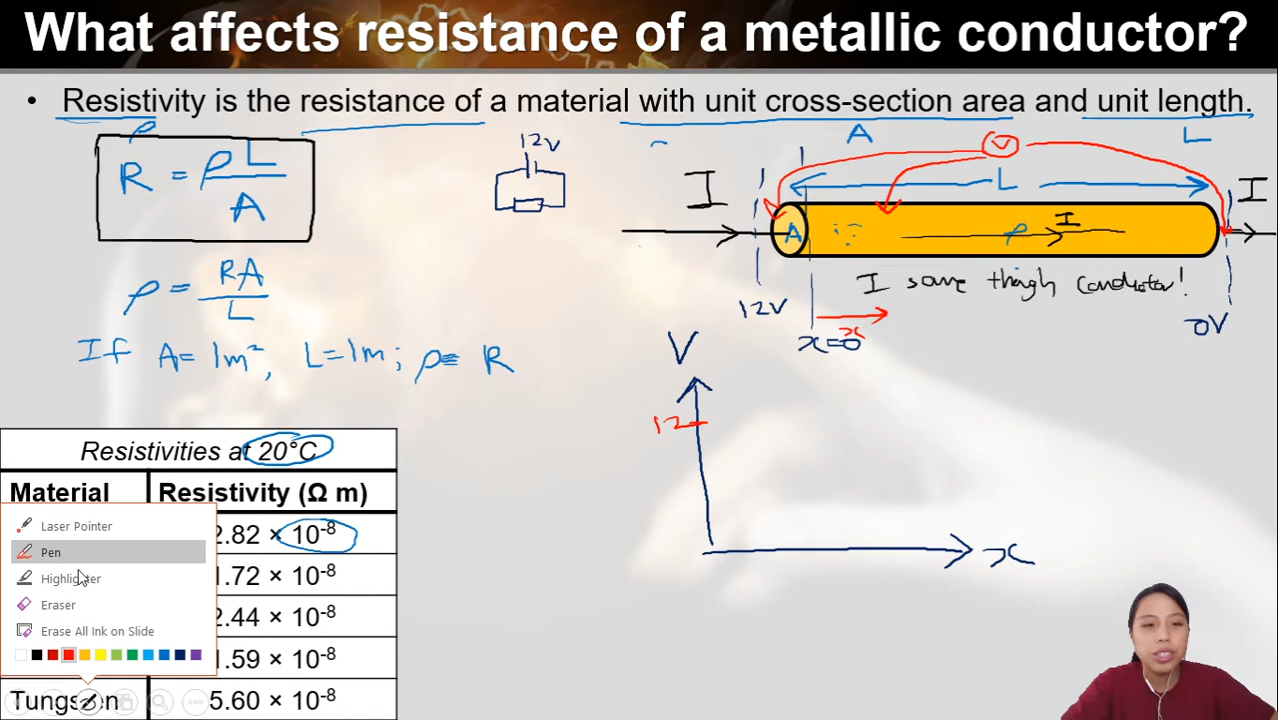 What affects resistance of a metallic conductor?
• Resistivity is the resistance of a material with unit cross-section area and unit length.
ρ
A
L
R = ρ L / A
12V
V
L
I
I
A
ρ
I
I same through conductor!
12V
x
x=0
0V
ρ = RA / L
If A = 1m², L = 1m; ρ ≡ R
V
12
x
Resistivities at 20°C
Material Resistivity (Ω m)
2.82 × 10⁻⁸
1.72 × 10⁻⁸
2.44 × 10⁻⁸
1.59 × 10⁻⁸
Tungsten 5.60 × 10⁻⁸
Laser Pointer
Pen
Highlighter
Eraser
Erase All Ink on Slide